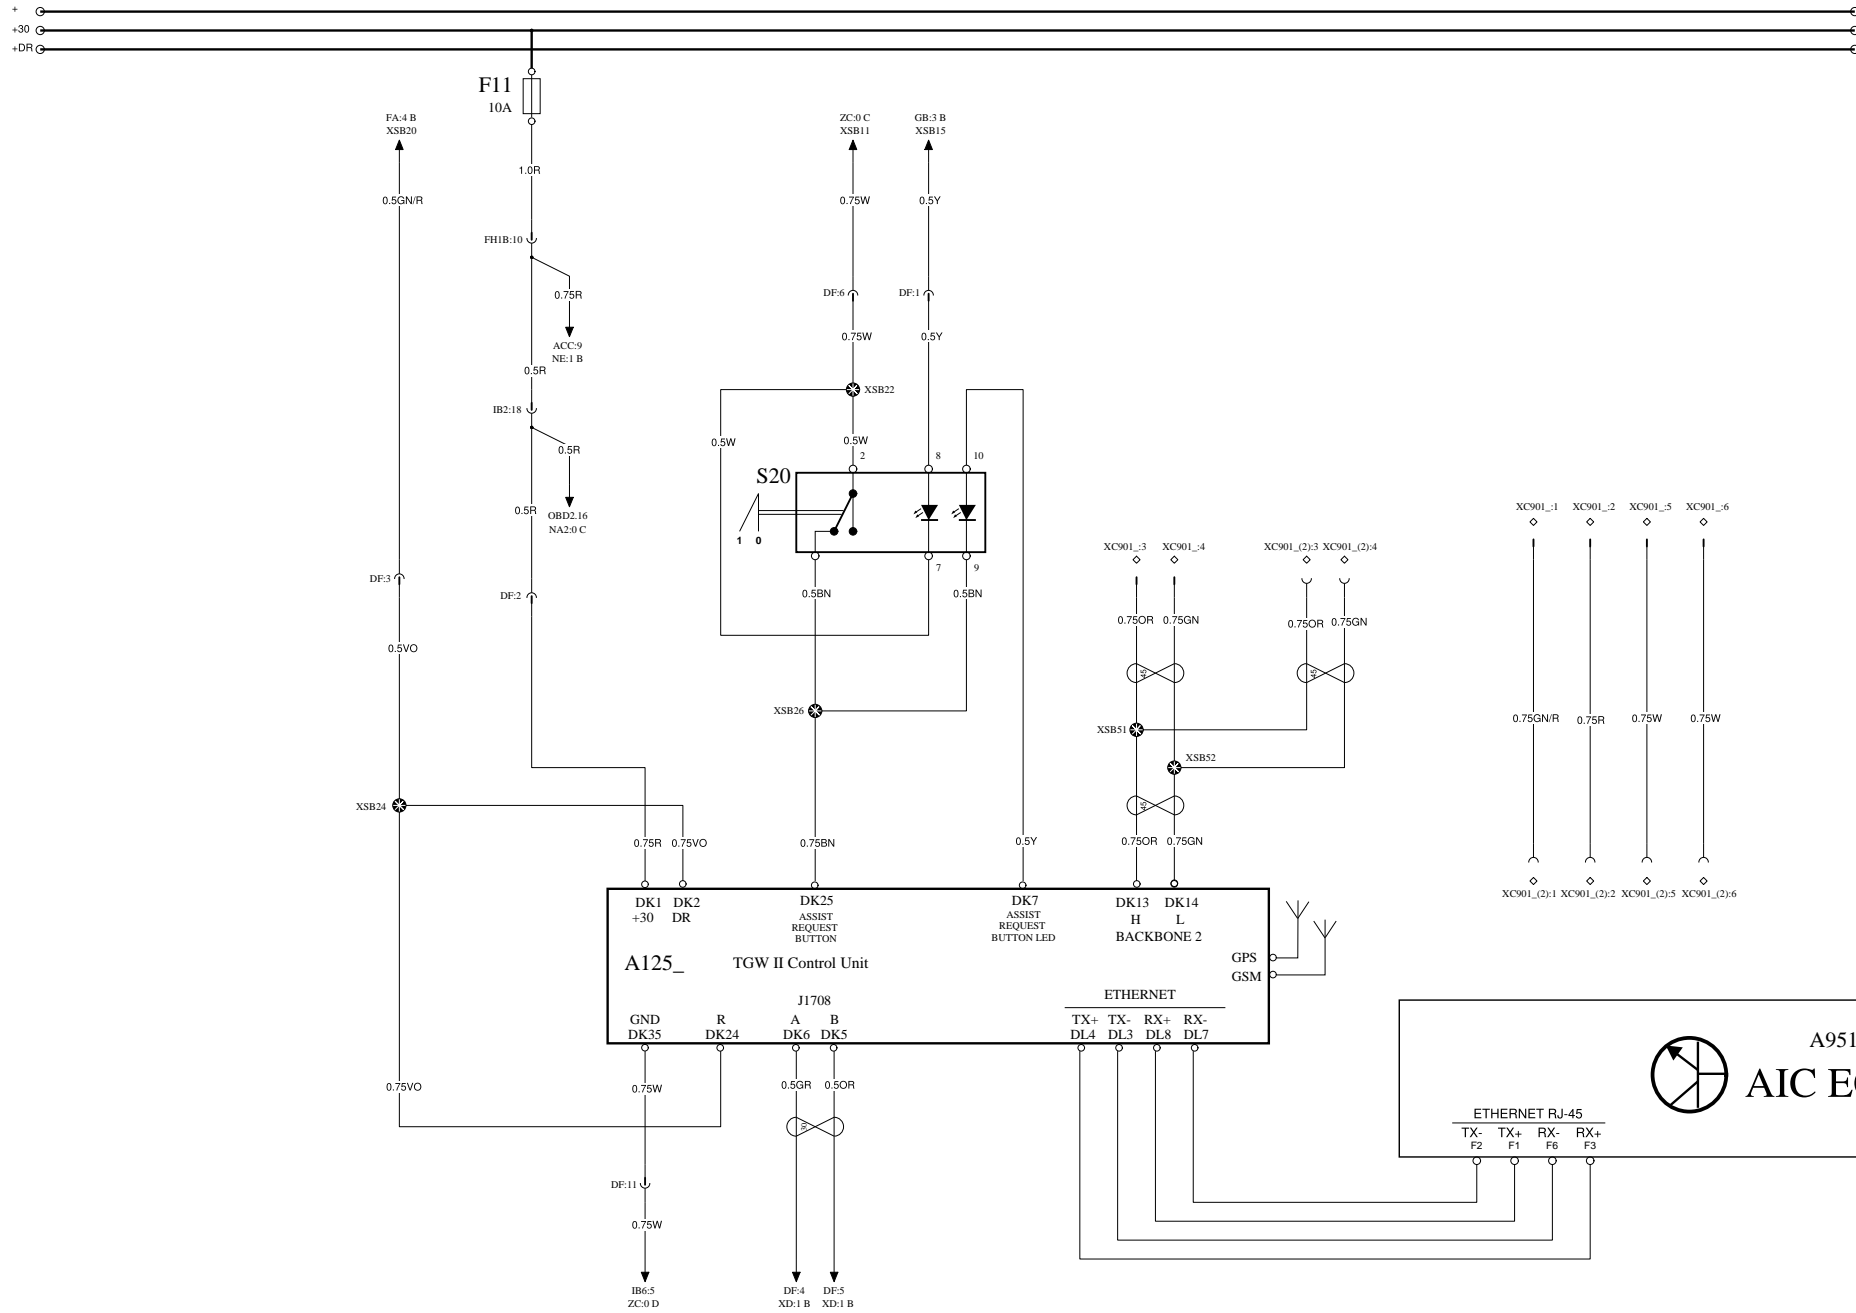 +
+30
+DR
F11
10A
FA:4 B
XSB20
ZC:0 C
XSB11
GB:3 B
XSB15
1.0R
0.5GN/R
0.75W
0.5Y
FH1B:10
0.75R
DF:6
DF:1
0.75W
0.5Y
ACC:9
NE:1 B
0.5R
XSB22
IB2:18
0.5W
0.5W
0.5R
2
8
10
S20
0.5R
OBD2.16
NA2:0 C
1 0
XC901_:1
XC901_:2
XC901_:5
XC901_:6
XC901_:3
XC901_:4
XC901_(2):3
XC901_(2):4
7
9
DF:3
DF:2
0.5BN
0.5BN
0.75OR
0.75GN
0.75OR
0.75GN
0.5VO
45
45
XSB26
0.75GN/R
0.75R
0.75W
0.75W
XSB51
XSB52
XSB24
45
0.75R
0.75VO
0.75BN
0.5Y
0.75OR
0.75GN
XC901_(2):1
XC901_(2):2
XC901_(2):5
XC901_(2):6
DK1
DK2
DK25
DK7
DK13
DK14
+30
DR
ASSIST
REQUEST
BUTTON
ASSIST
REQUEST
BUTTON LED
H
L
BACKBONE 2
A125_
TGW II Control Unit
GPS
GSM
J1708
ETHERNET
GND
R
A
B
TX+
TX-
RX+
RX-
DK35
DK24
DK6
DK5
DL4
DL3
DL8
DL7
A951
AIC E
0.75VO
0.75W
0.5GR
0.5OR
ETHERNET RJ-45
TX-
TX+
RX-
RX+
F2
F1
F6
F3
30
DF:11
0.75W
IB6:5
ZC:0 D
DF:4
XD:1 B
DF:5
XD:1 B